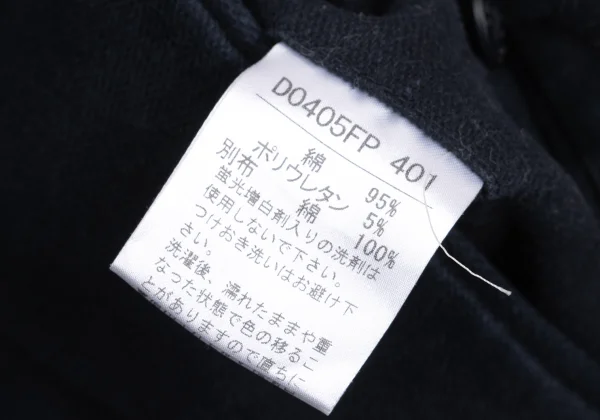 D0405FP 401
綿 95%
ポリウレタン 5%
別布 綿 100%
蛍光増白剤入りの洗剤は
使用しないで下さい。
つけおき洗いはお避け下
さい。
洗濯後、濡れたままや重
なった状態で色の移るこ
とがありますので直ちに